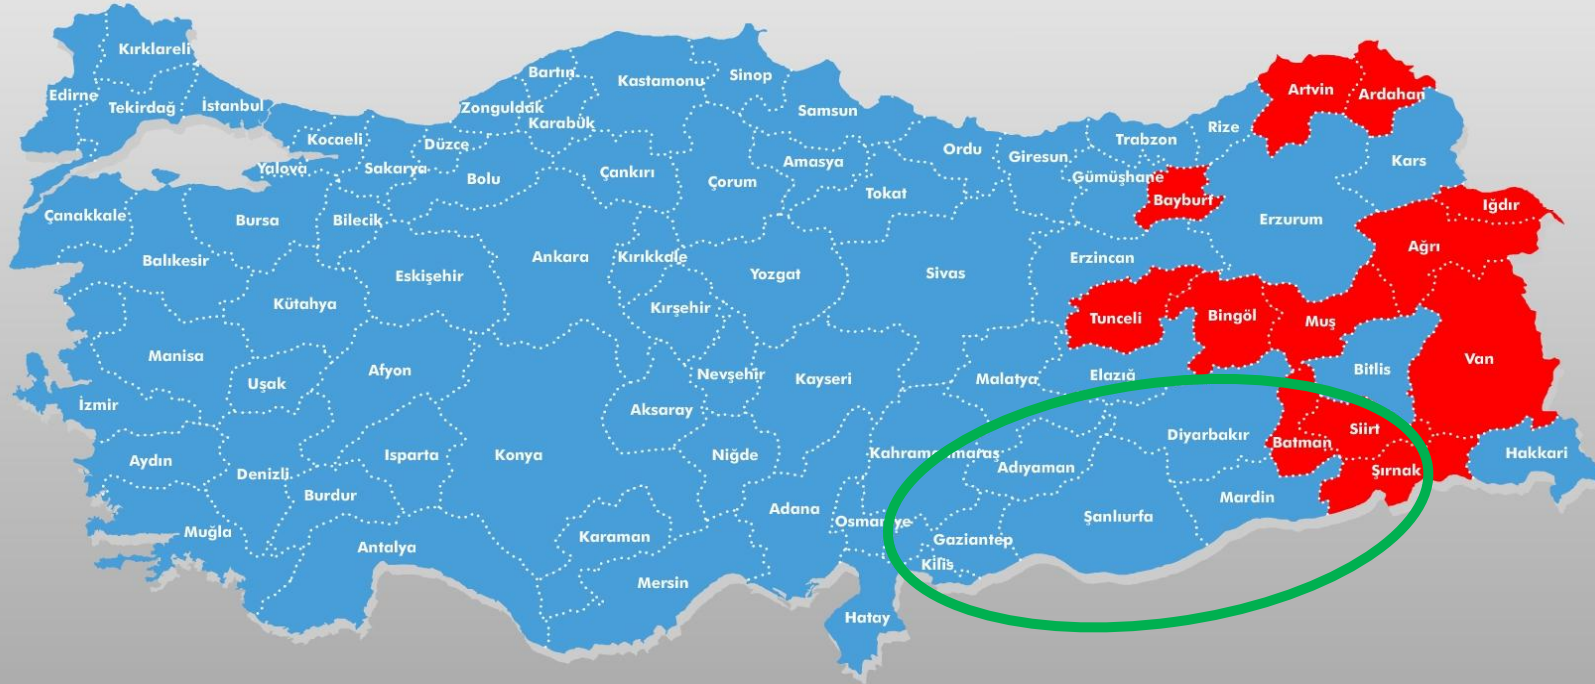 Kırklareli
Edirne
Tekirdağ
İstanbul
Kocaeli
Yalova
Sakarya
Düzce
Bolu
Zonguldak
Bartın
Karabük
Kastamonu
Sinop
Samsun
Çankırı
Çorum
Amasya
Tokat
Ordu
Giresun
Trabzon
Gümüşhane
Rize
Bayburt
Artvin
Ardahan
Kars
Iğdır
Ağrı
Erzurum
Erzincan
Çanakkale
Balıkesir
Bursa
Bilecik
Kütahya
Eskişehir
Ankara
Kırıkkale
Kırşehir
Yozgat
Sivas
Tunceli
Bingöl
Muş
Van
Bitlis
Manisa
Uşak
Afyon
İzmir
Aydın
Denizli
Isparta
Burdur
Muğla
Antalya
Konya
Aksaray
Nevşehir
Kayseri
Niğde
Malatya
Elazığ
Kahramanmaraş
Adıyaman
Diyarbakır
Batman
Siirt
Şırnak
Hakkari
Mardin
Şanlıurfa
Gaziantep
Kilis
Osmaniye
Adana
Karaman
Mersin
Hatay